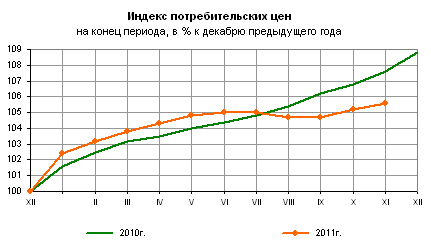 Индекс потребительских цен
на конец периода, в % к декабрю предыдущего года
109
108
107
106
105
104
103
102
101
100
XII I II III IV V VI VII VIII IX X XI XII
2010г. 2011г.